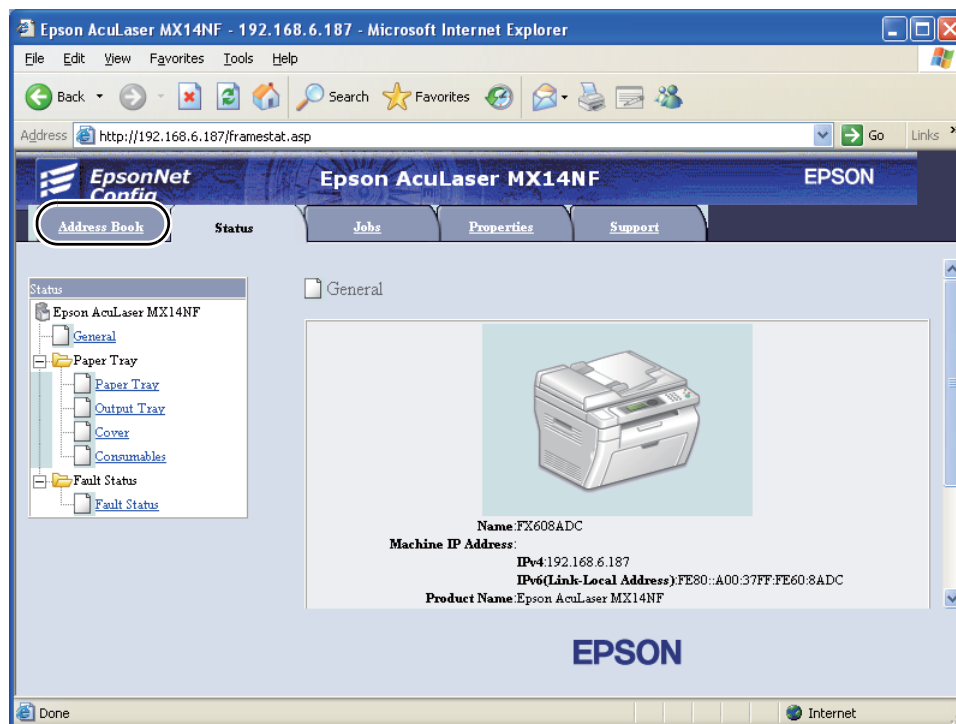 Epson AcuLaser MX14NF - 192.168.6.187 - Microsoft Internet Explorer
File Edit View Favorites Tools Help
Back Search Favorites
Address http://192.168.6.187/framestat.asp Go Links »
EpsonNet Config
Epson AcuLaser MX14NF
EPSON
Address Book Status Jobs Properties Support
Status
Epson AcuLaser MX14NF
General
Paper Tray
Paper Tray
Output Tray
Cover
Consumables
Fault Status
Fault Status
General
Name:FX608ADC
Machine IP Address:
IPv4:192.168.6.187
IPv6(Link-Local Address):FE80::A00:37FF:FE60:8ADC
Product Name:Epson AcuLaser MX14NF
EPSON
Done Internet